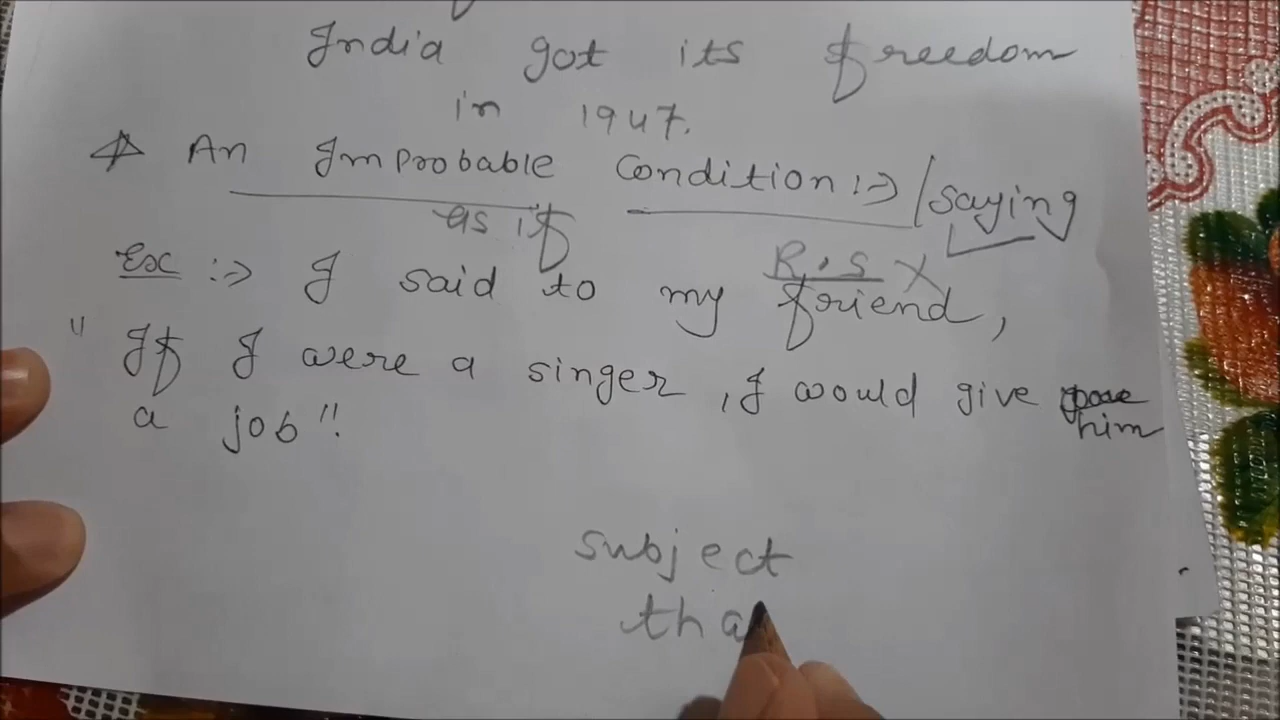 India got its freedom
in 1947.
☆ An Improbable Condition :-> / saying
as if
R.S X
Ex :-> I said to my friend,
" If I were a singer, I would give
him
a job".
subject
tha